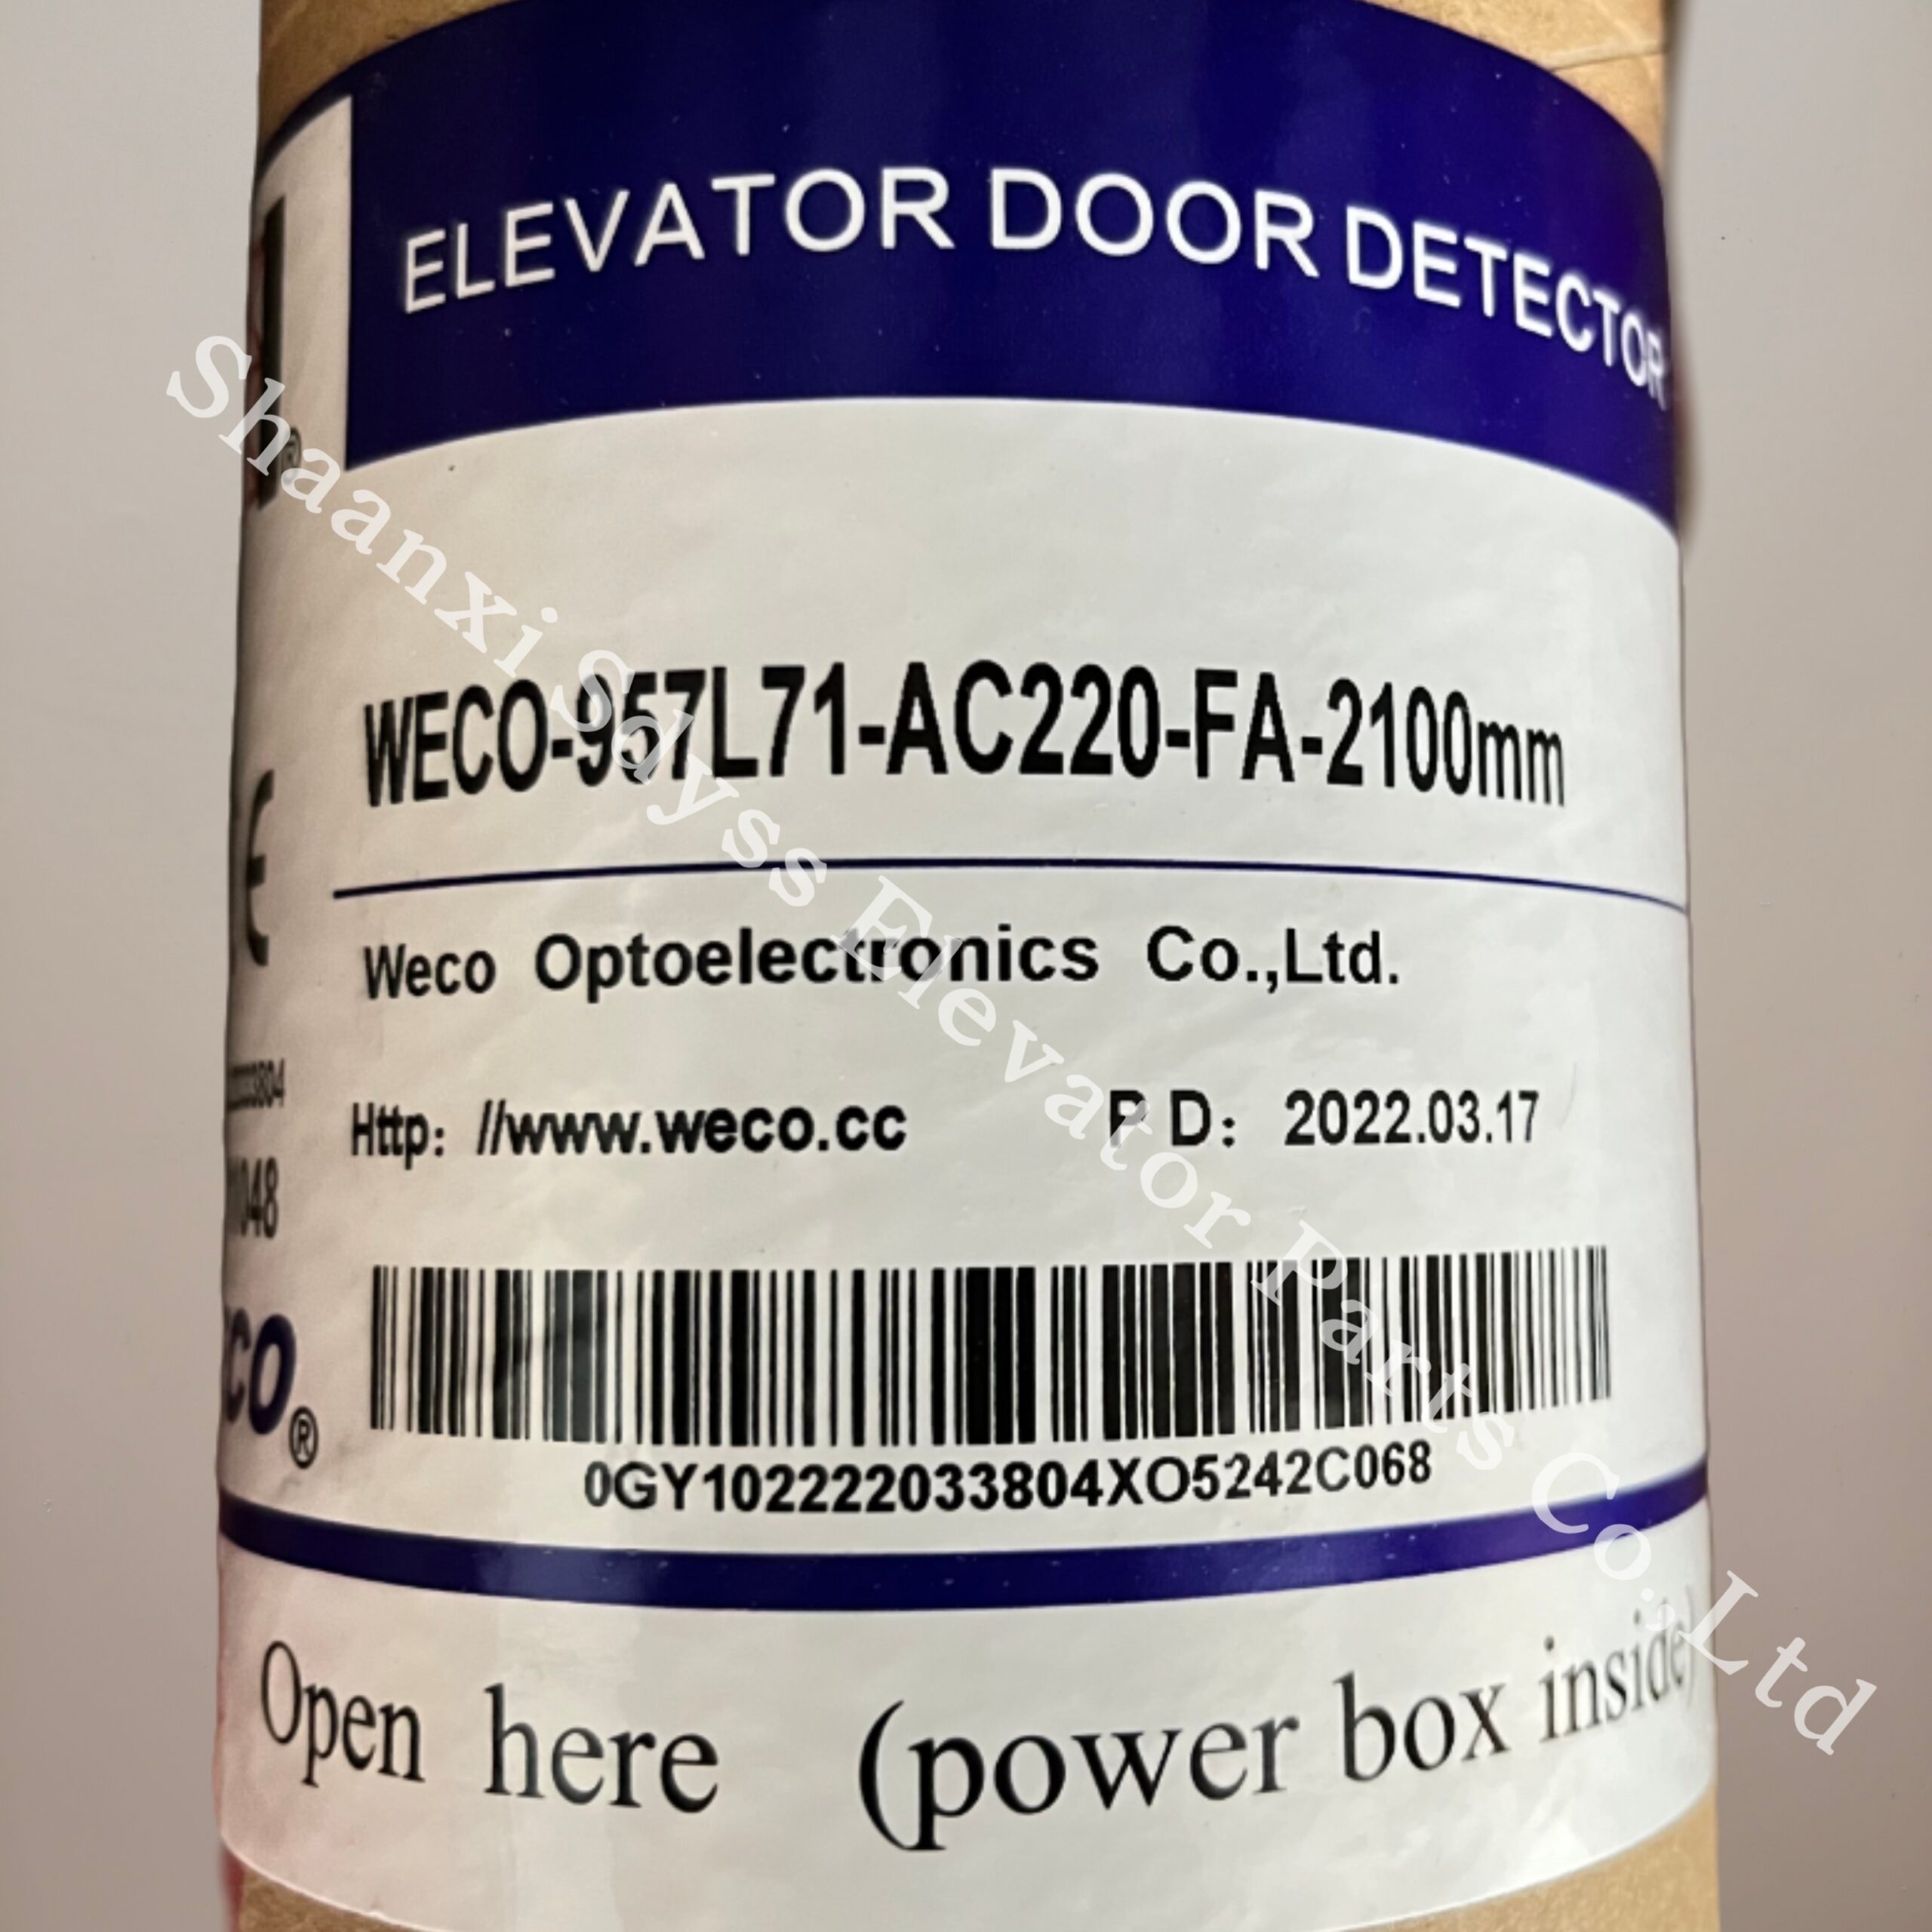 ELEVATOR DOOR DETECTOR
WECO-957L71-AC220-FA-2100mm
Weco Optoelectronics Co.,Ltd.
Http: //www.weco.cc P D: 2022.03.17
0GY102222033804XO5242C068
Open here (power box inside)
Shaanxi Sdyss Elevator Parts Co.,Ltd